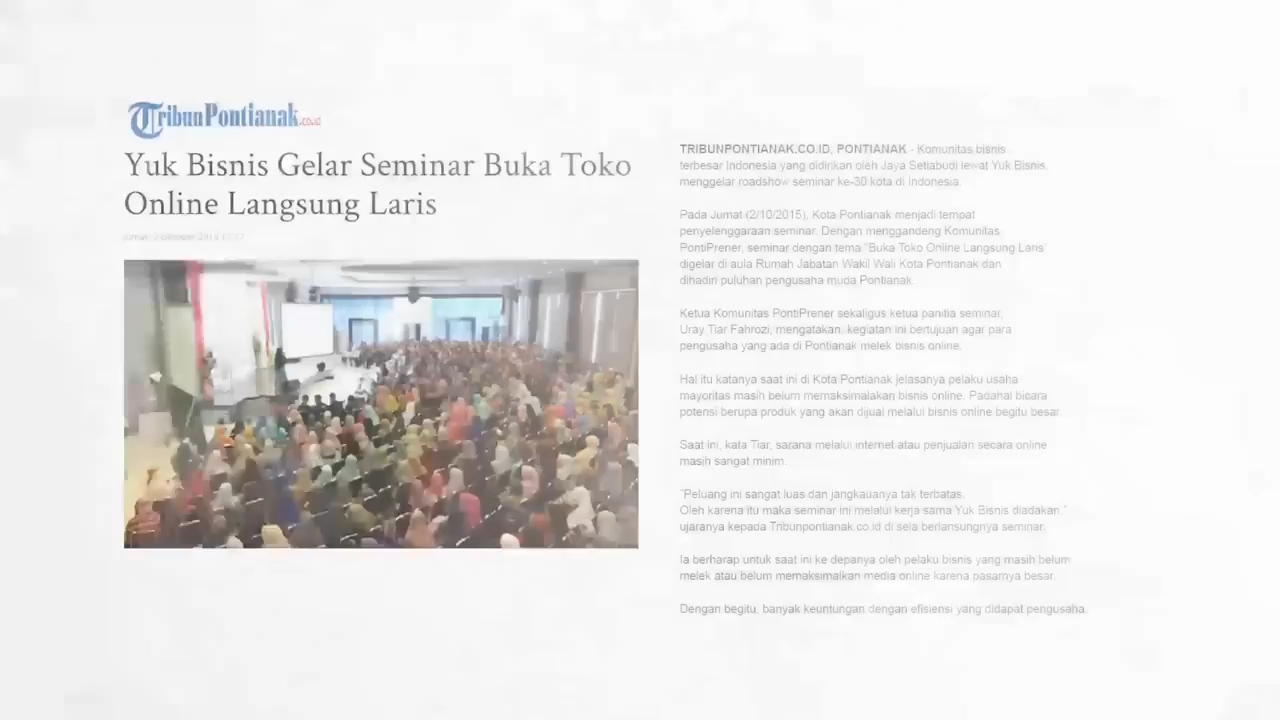 TribunPontianak.co.id
Yuk Bisnis Gelar Seminar Buka Toko
Online Langsung Laris
TRIBUNPONTIANAK.CO.ID, PONTIANAK - Komunitas bisnis
terbesar Indonesia yang didirikan oleh Jaya Setiabudi lewat Yuk Bisnis,
menggelar roadshow seminar ke-30 kota di Indonesia.
Pada Jumat (2/10/2015), Kota Pontianak menjadi tempat
penyelenggaraan seminar. Dengan menggandeng Komunitas
PontiPrener, seminar dengan tema "Buka Toko Online Langsung Laris"
digelar di aula Rumah Jabatan Wakil Wali Kota Pontianak dan
dihadiri puluhan pengusaha muda Pontianak.
Ketua Komunitas PontiPrener sekaligus ketua panitia seminar,
Uray Tiar Fahrozi, mengatakan, kegiatan ini bertujuan agar para
pengusaha yang ada di Pontianak melek bisnis online.
Hal itu katanya saat ini di Kota Pontianak jelasanya pelaku usaha
mayoritas masih belum memaksimalakan bisnis online. Padahal bicara
potensi berupa produk yang akan dijual melalui bisnis online begitu besar.
Saat ini, kata Tiar, sarana melalui internet atau penjualan secara online
masih sangat minim.
"Peluang ini sangat luas dan jangkauanya tak terbatas.
Oleh karena itu maka seminar ini melalui kerja sama Yuk Bisnis diadakan,"
ujaranya kepada Tribunpontianak.co.id di sela berlansungnya seminar.
Ia berharap untuk saat ini ke depanya oleh pelaku bisnis yang masih belum
melek atau belum memaksimalkan media online karena pasarnya besar.
Dengan begitu, banyak keuntungan dengan efisiensi yang didapat pengusaha.